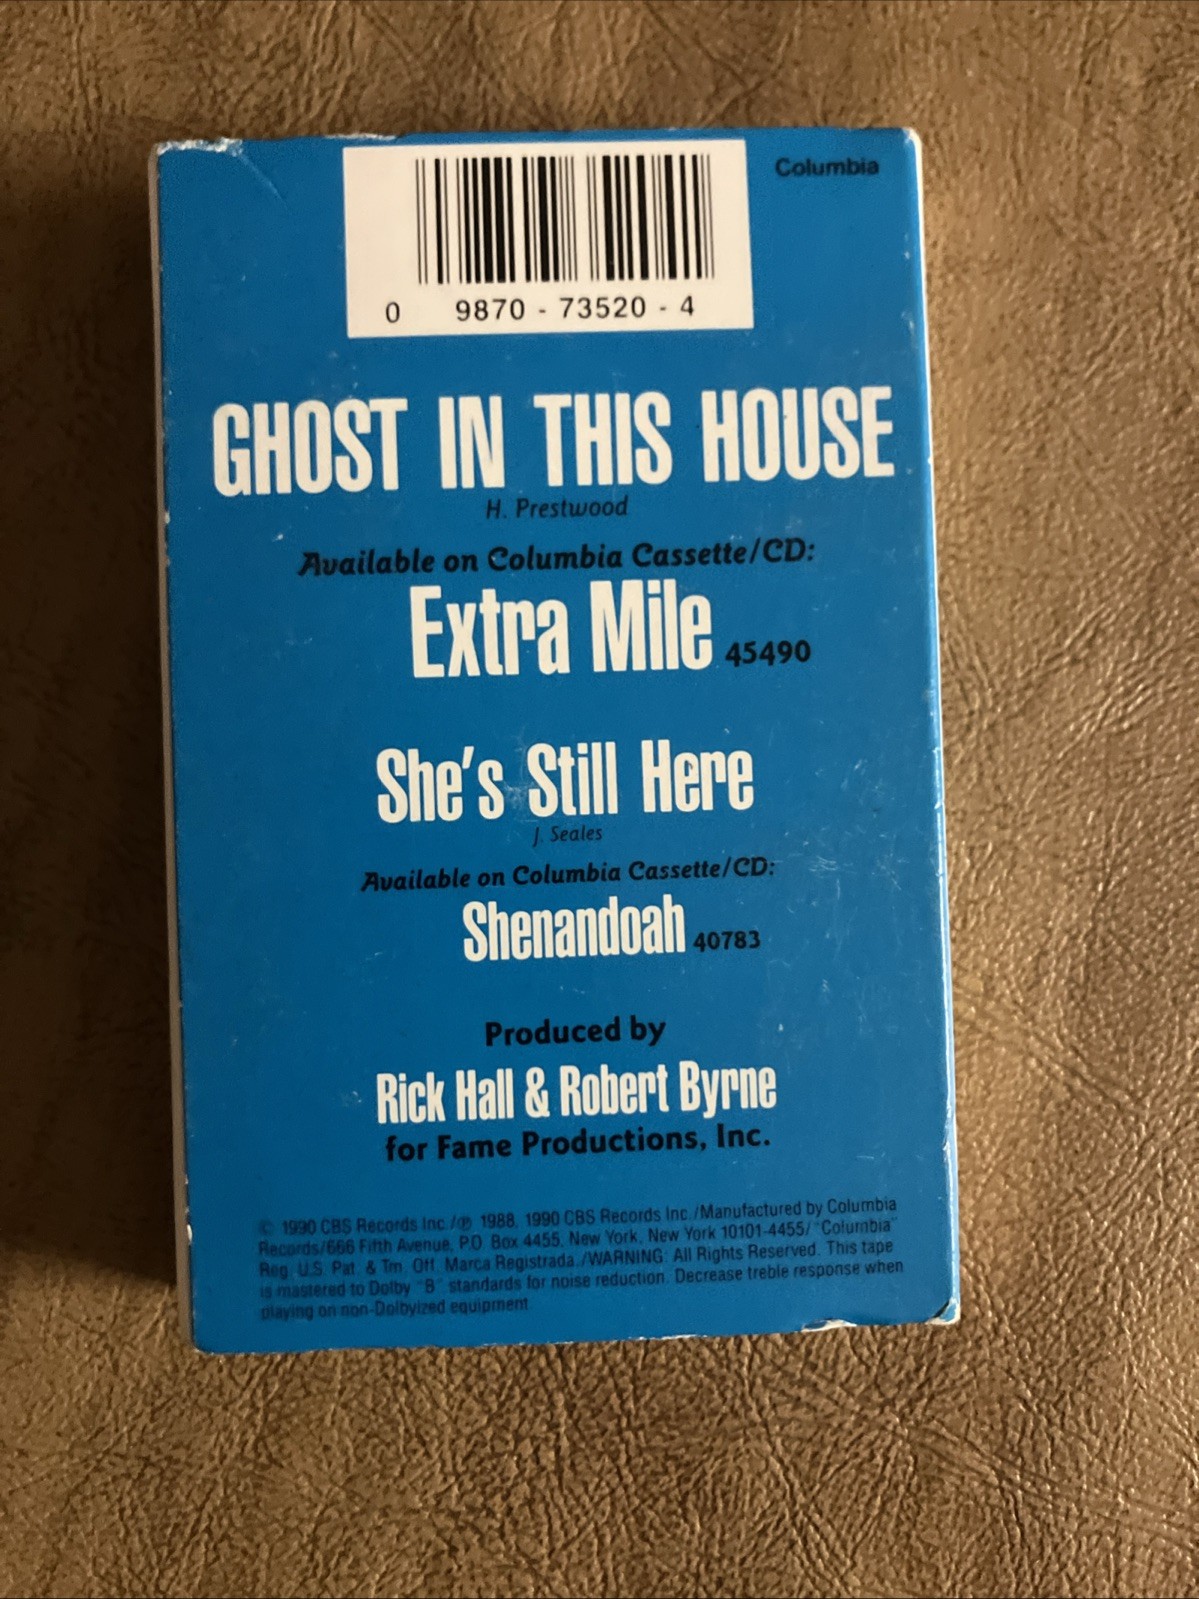 Columbia
0 9870 - 73520 - 4
GHOST IN THIS HOUSE
H. Prestwood
Available on Columbia Cassette/CD:
Extra Mile 45490
She's Still Here
J. Seales
Available on Columbia Cassette/CD:
Shenandoah 40783
Produced by
Rick Hall & Robert Byrne
for Fame Productions, Inc.
© 1990 CBS Records Inc./℗ 1988, 1990 CBS Records Inc./Manufactured by Columbia
Records/666 Fifth Avenue, P.O. Box 4455, New York, New York 10101-4455/"Columbia"
Reg. U.S. Pat. & Tm. Off. Marca Registrada./WARNING: All Rights Reserved. This tape
is mastered to Dolby "B" standards for noise reduction. Decrease treble response when
playing on non-Dolbyized equipment.